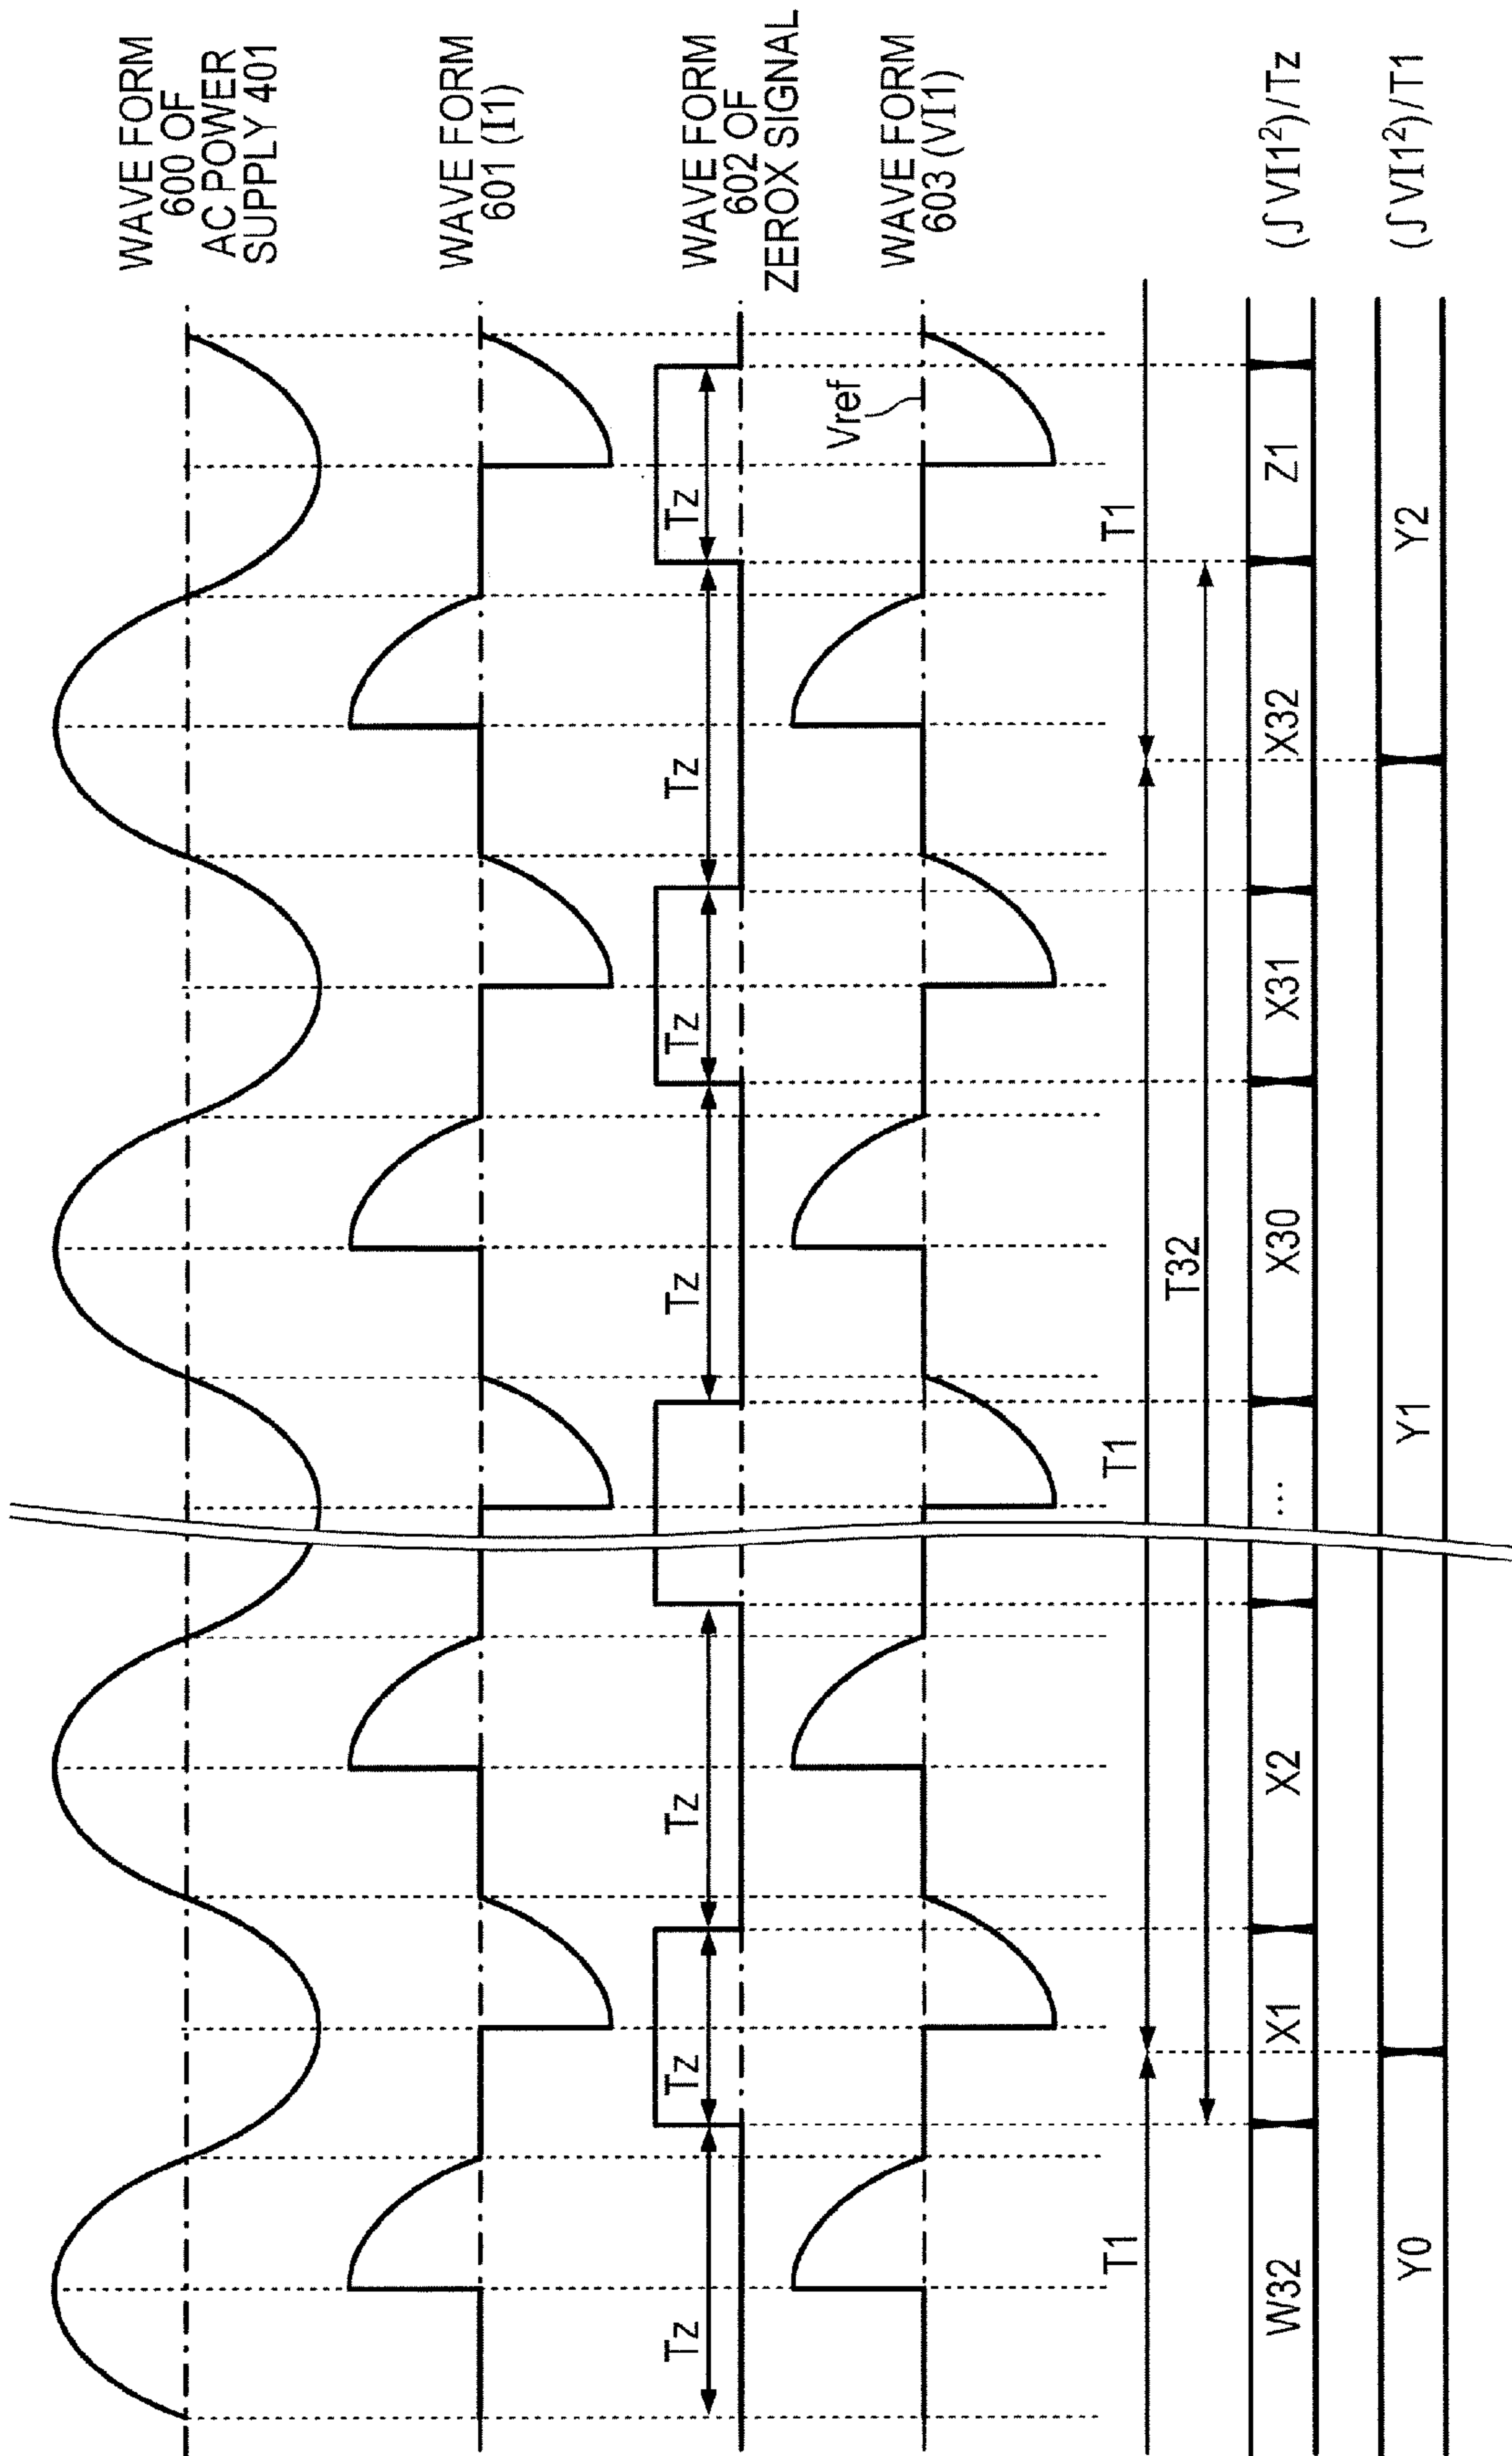 WAVE FORM
600 OF
AC POWER
SUPPLY 401
WAVE FORM
601 (I1)
Tz
Tz
Tz
Tz
Tz
Tz
Tz
Tz
WAVE FORM
602 OF
ZEROX SIGNAL
Vref
WAVE FORM
603 (VI1)
T1
T1
T1
T32
W32
X1
X2
...
X30
X31
X32
Z1
(∫VI1²)/Tz
Y0
Y1
Y2
(∫VI1²)/T1